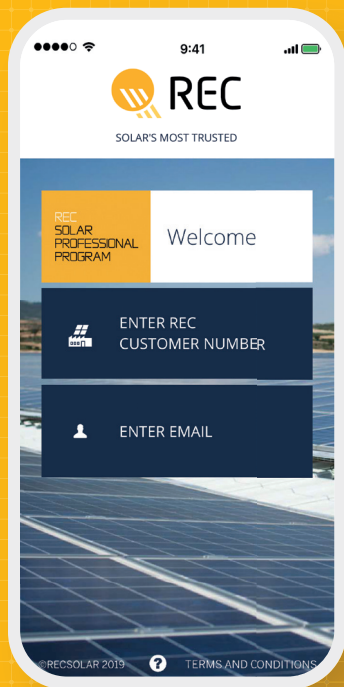 9:41
REC
SOLAR'S MOST TRUSTED
REC
SOLAR
PROFESSIONAL
PROGRAM
Welcome
ENTER REC
CUSTOMER NUMBER
ENTER EMAIL
©RECSOLAR 2019 ? TERMS AND CONDITIONS